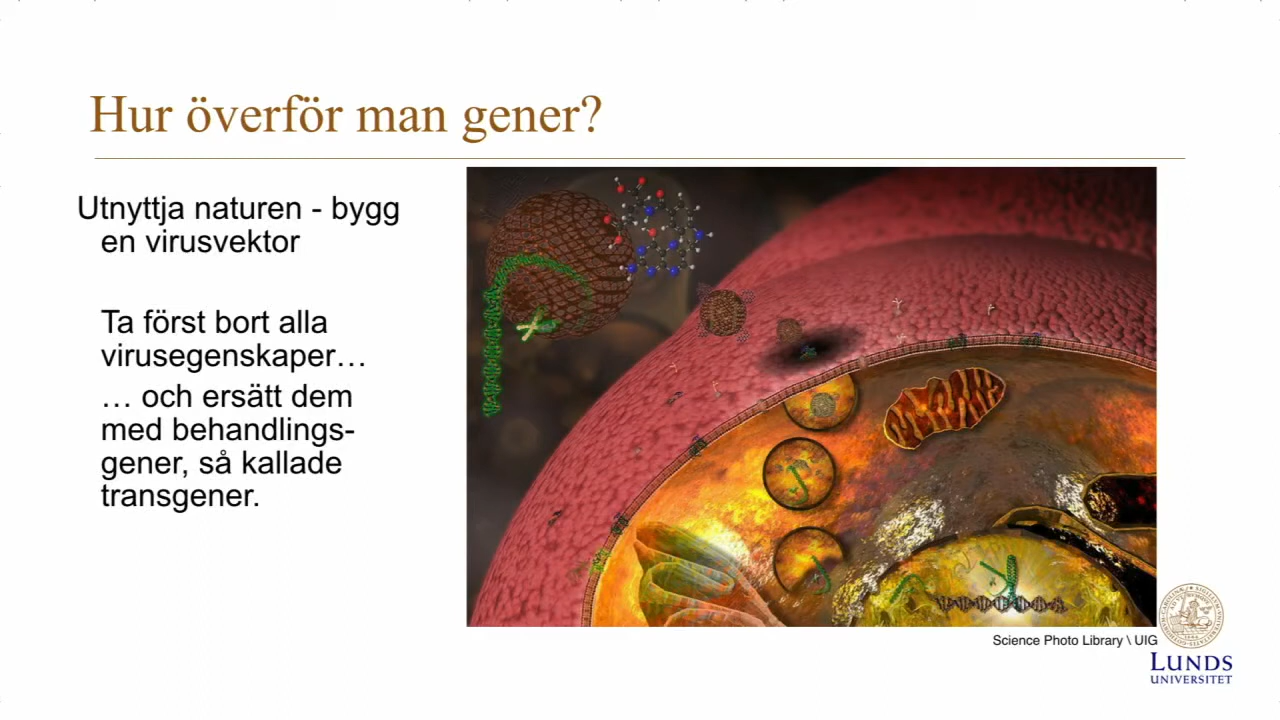 Hur överför man gener?
Utnyttja naturen - bygg
en virusvektor
Ta först bort alla
virusegenskaper…
… och ersätt dem
med behandlings-
gener, så kallade
transgener.
Science Photo Library \ UIG
LUNDS
UNIVERSITET